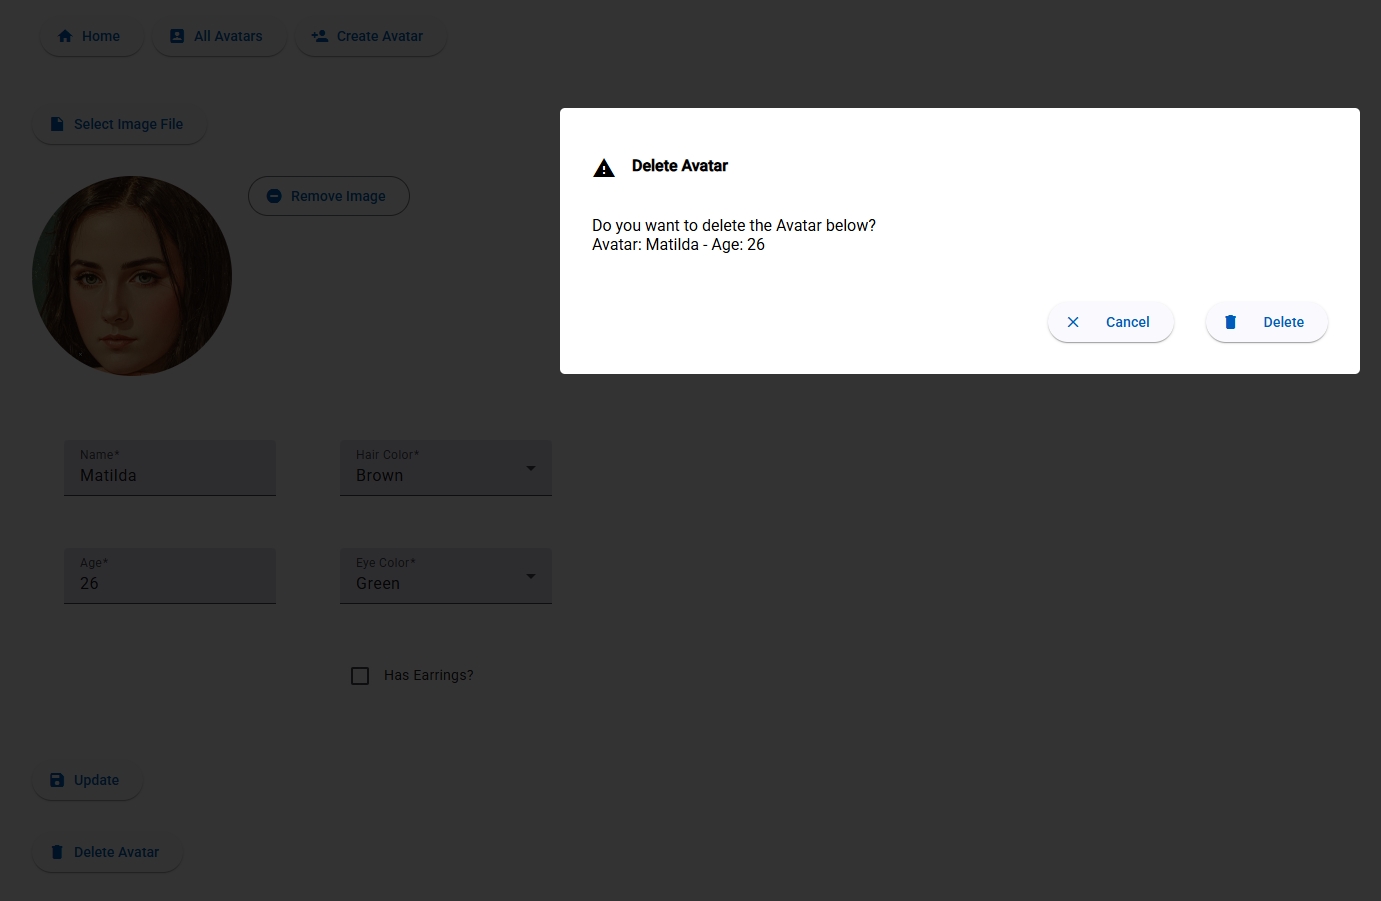 Home All Avatars Create Avatar
Select Image File
Remove Image
Delete Avatar
Do you want to delete the Avatar below?
Avatar: Matilda - Age: 26
Cancel Delete
Name* Hair Color*
Matilda Brown
Age* Eye Color*
26 Green
Has Earrings?
Update
Delete Avatar